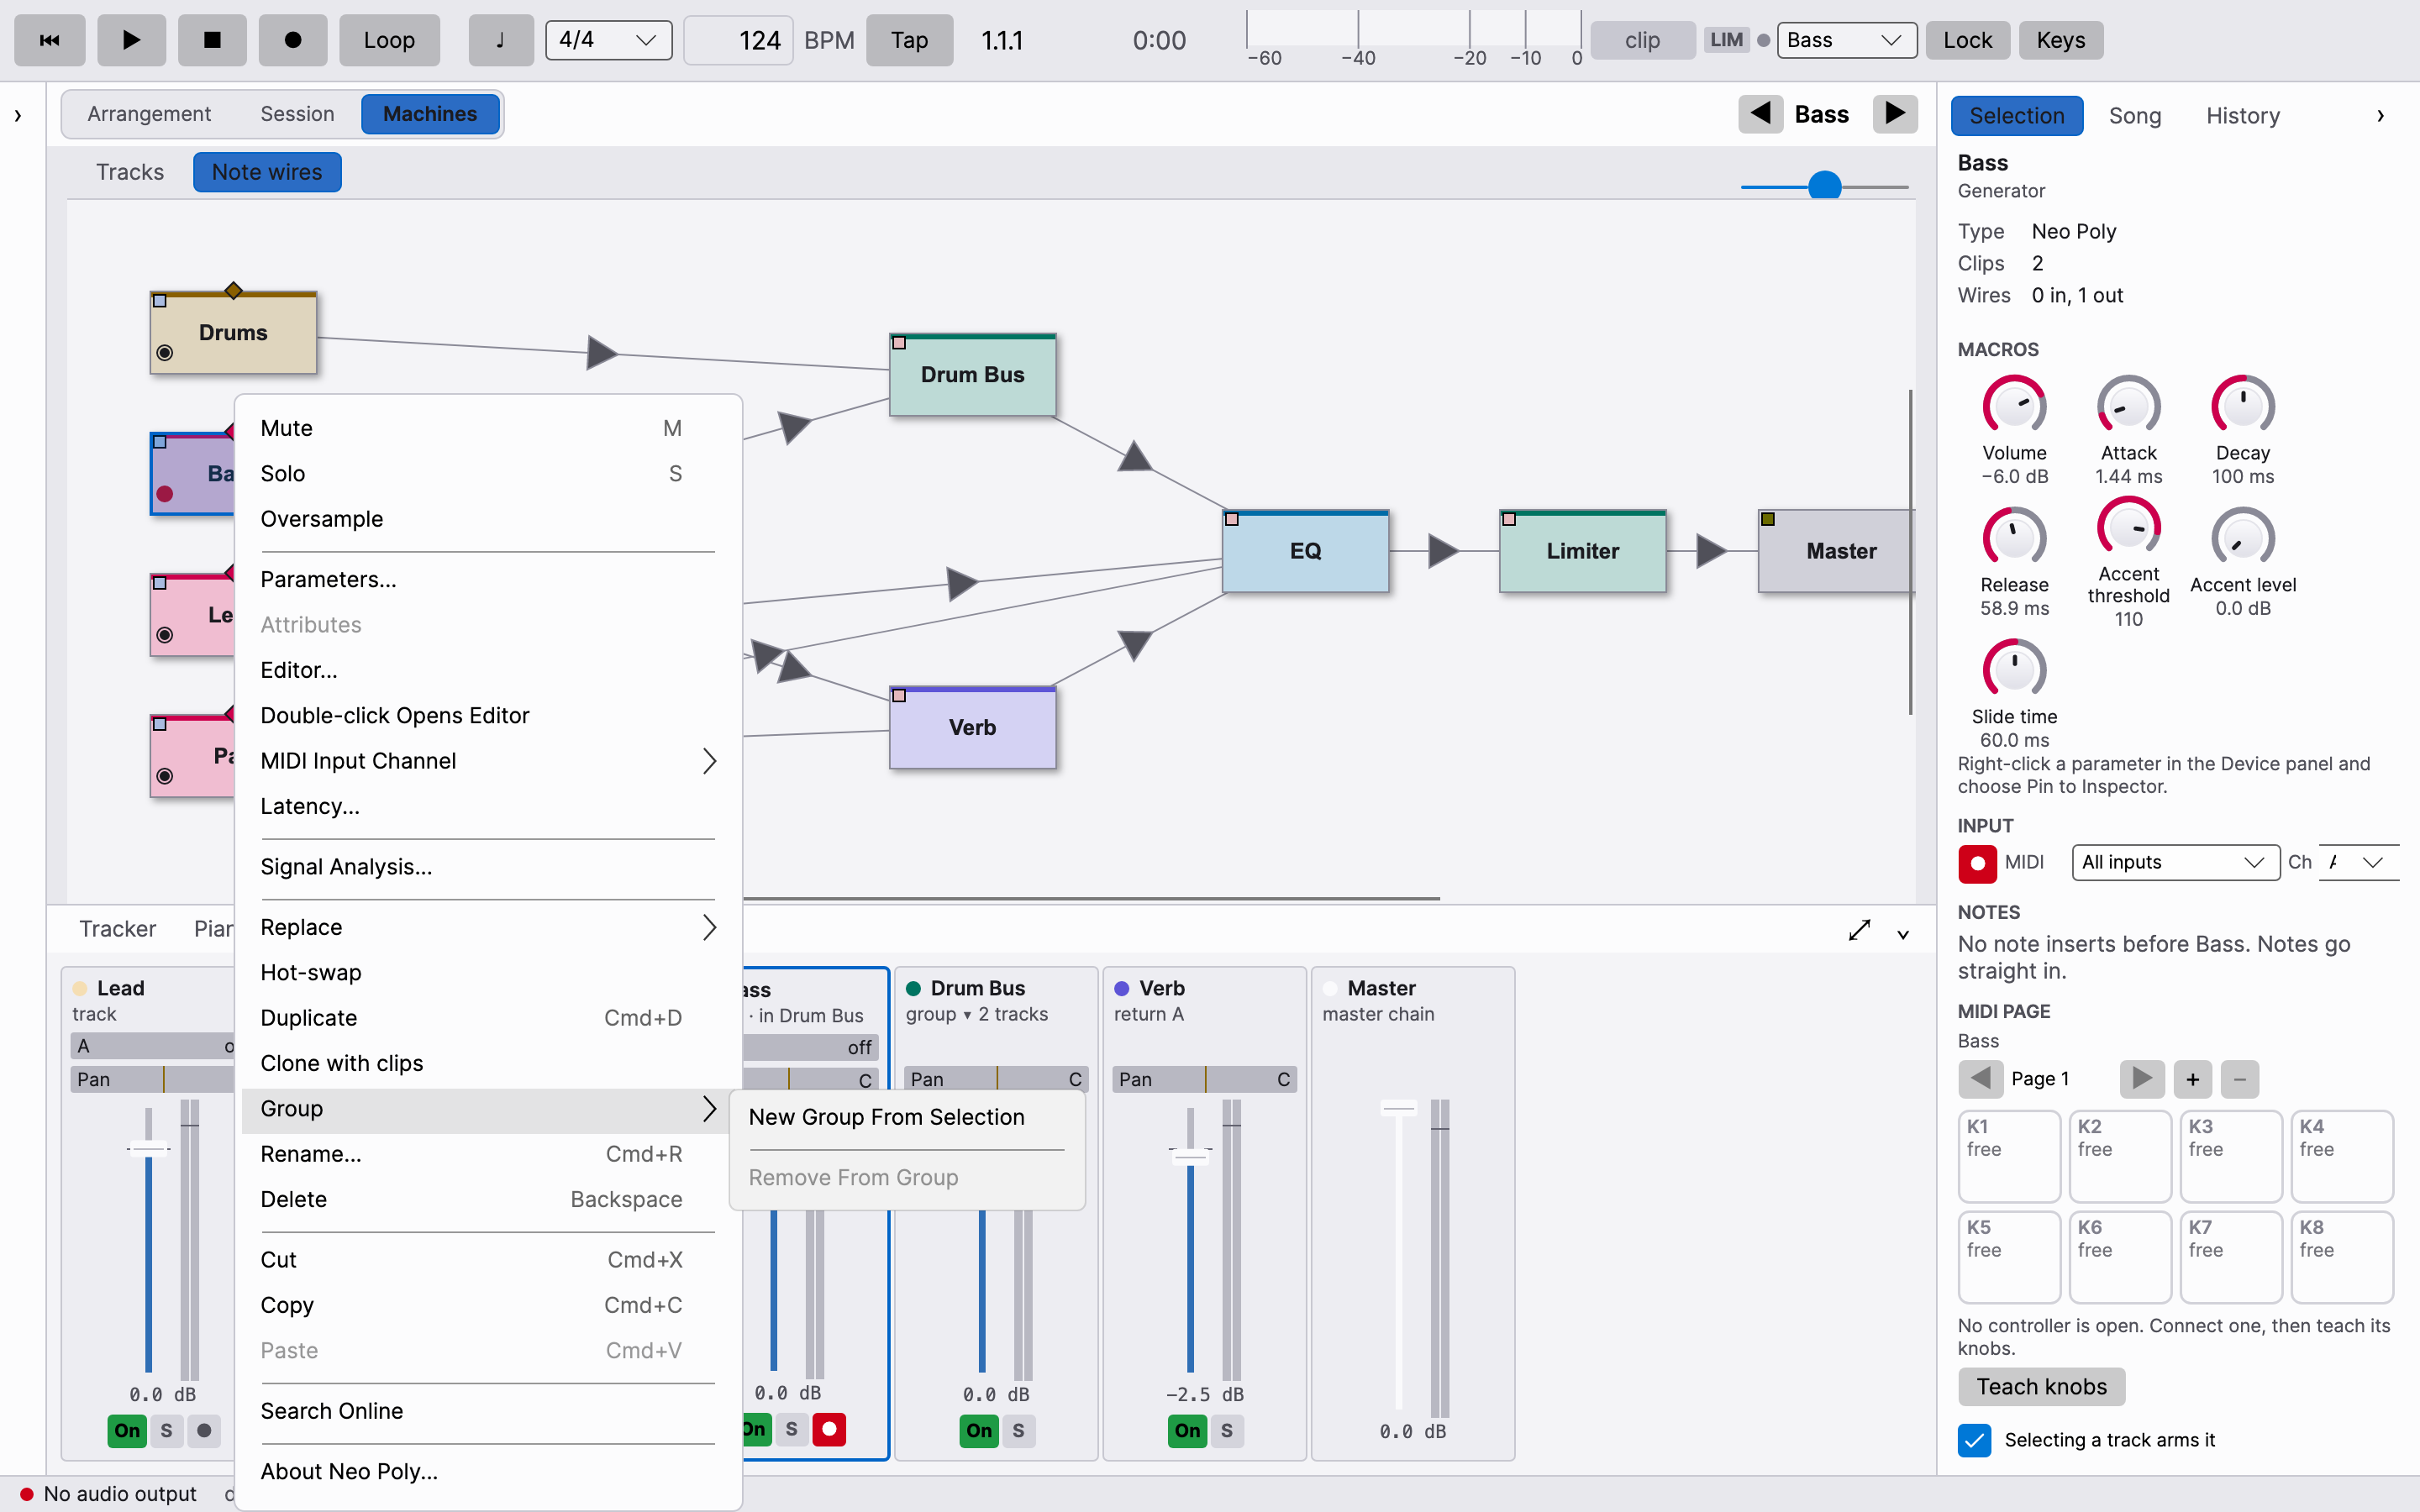 Loop
4/4
124 BPM
Tap
1.1.1
0:00
−60 −40 −20 −10 0
clip
LIM
Bass
Lock
Keys
Arrangement Session Machines
Bass
Selection Song History
Tracks Note wires
Bass
Generator
Type Neo Poly
Clips 2
Wires 0 in, 1 out
MACROS
Volume Attack Decay
−6.0 dB 1.44 ms 100 ms
Release Accent threshold Accent level
58.9 ms 110 0.0 dB
Slide time
60.0 ms
Right-click a parameter in the Device panel and
choose Pin to Inspector.
INPUT
MIDI All inputs Ch
NOTES
No note inserts before Bass. Notes go
straight in.
MIDI PAGE
Bass
Page 1 + −
K1 K2 K3 K4
free free free free
K5 K6 K7 K8
free free free free
No controller is open. Connect one, then teach its
knobs.
Teach knobs
Selecting a track arms it
Drums
Drum Bus
EQ
Limiter
Master
Verb
Ba
Le
Pa
Mute M
Solo S
Oversample
Parameters...
Attributes
Editor...
Double-click Opens Editor
MIDI Input Channel
Latency...
Signal Analysis...
Replace
Hot-swap
Duplicate Cmd+D
Clone with clips
Group
Rename... Cmd+R
Delete Backspace
Cut Cmd+X
Copy Cmd+C
Paste Cmd+V
Search Online
About Neo Poly...
New Group From Selection
Remove From Group
Tracker Pian
Lead
track
A o
Pan
0.0 dB
On S
ass
· in Drum Bus
off
C
0.0 dB
On S
Drum Bus
group ▾ 2 tracks
Pan C
0.0 dB
On S
Verb
return A
Pan C
−2.5 dB
On S
Master
master chain
0.0 dB
No audio output